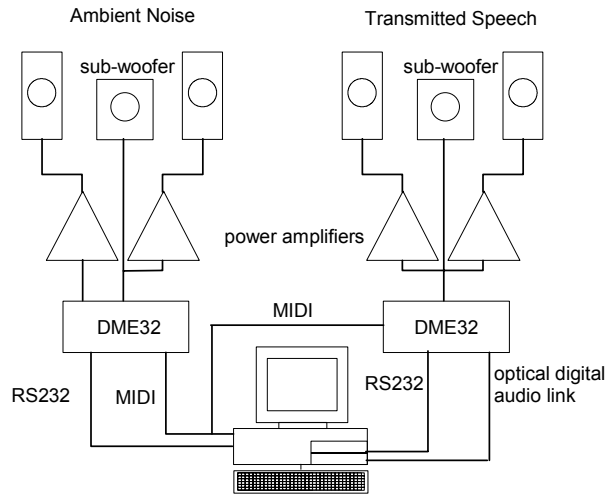 Ambient Noise
Transmitted Speech
sub-woofer
sub-woofer
power amplifiers
DME32
MIDI
DME32
RS232
MIDI
RS232
optical digital
audio link